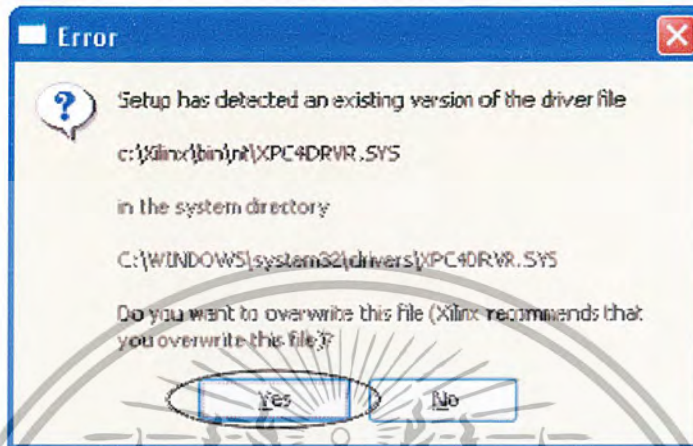 Error
Setup has detected an existing version of the driver file
c:\Xilinx\bin\nt\XPC4DRVR.SYS
in the system directory
C:\WINDOWS\system32\drivers\XPC4DRVR.SYS
Do you want to overwrite this file (Xilinx recommends that
you overwrite this file)?
Yes
No